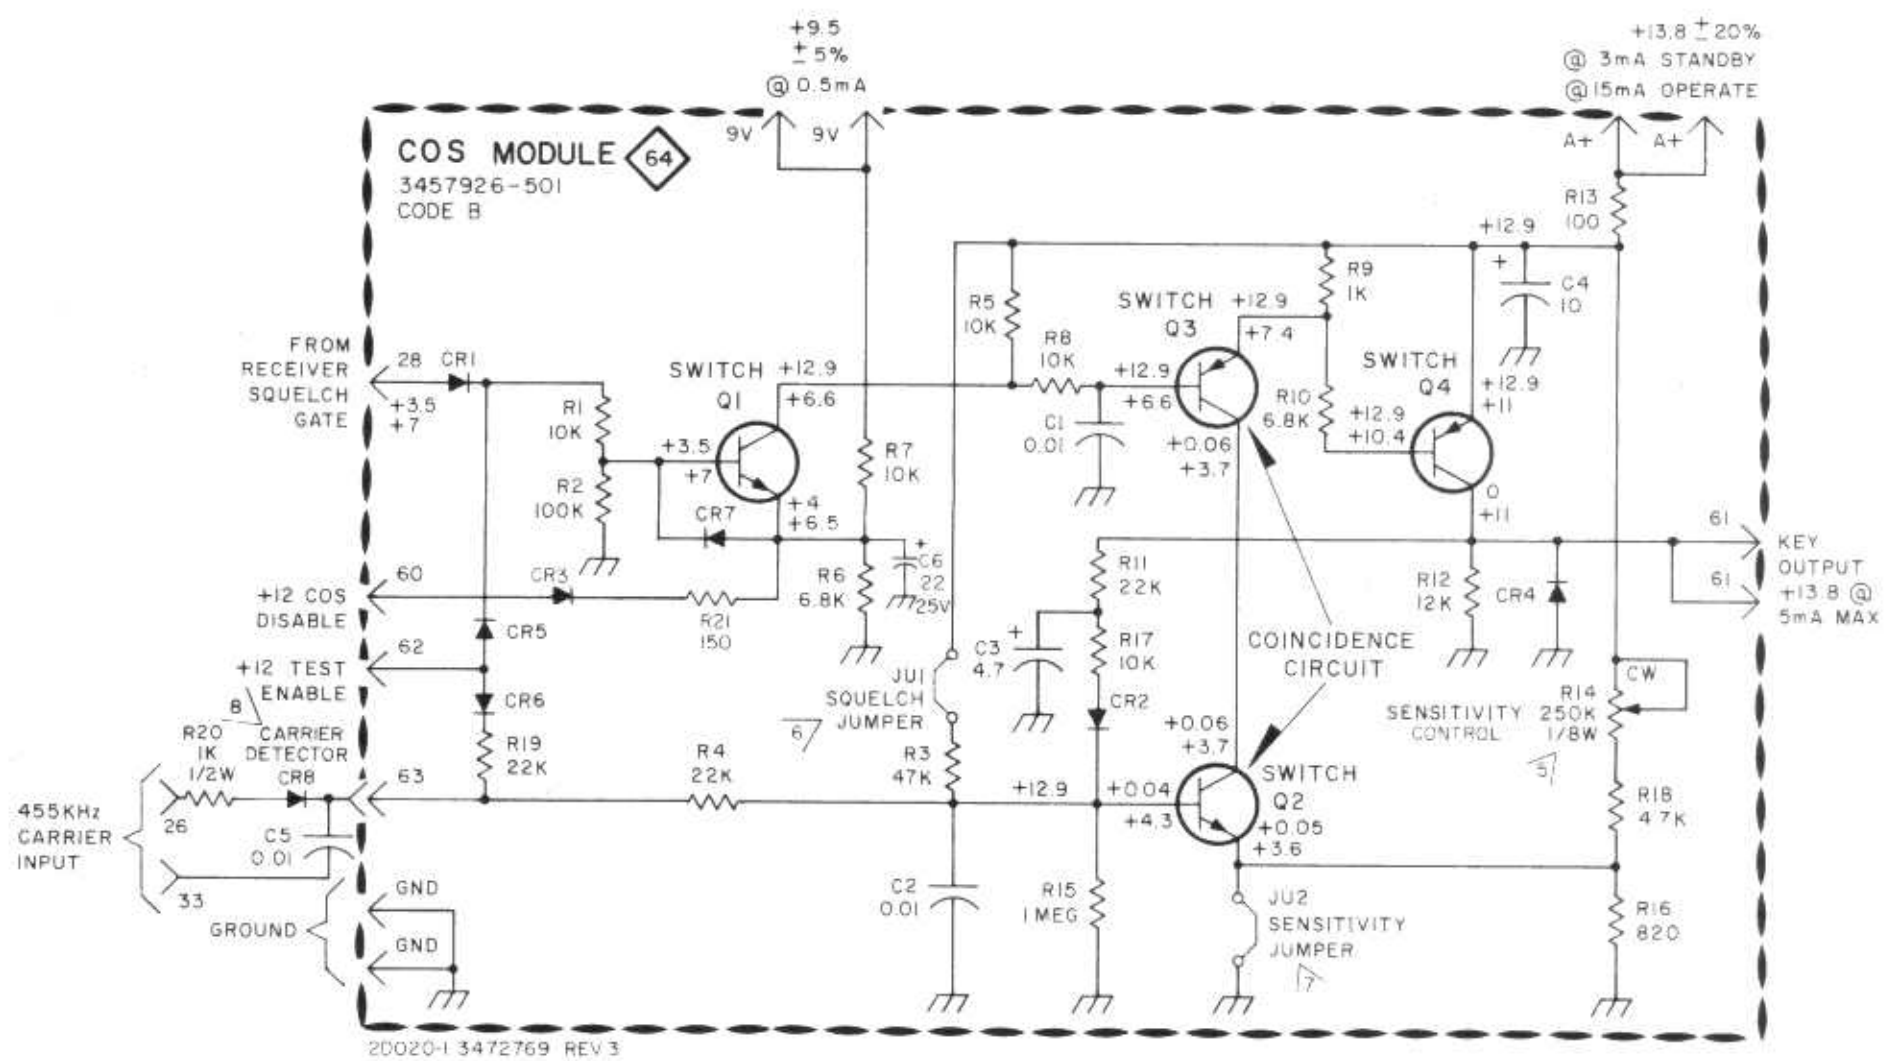 +9.5
± 5%
@ 0.5mA
+13.8 ± 20%
@ 3mA STANDBY
@ 15mA OPERATE
9V
9V
A+
A+
COS MODULE 64
3457926-501
CODE B
R13
100
+12.9
R5
10K
R8
10K
SWITCH
Q3
+12.9
+7.4
R9
1K
+
C4
10
FROM
RECEIVER
SQUELCH
GATE
28
+3.5
+7
CR1
R1
10K
R2
100K
SWITCH
Q1
+12.9
+6.6
+3.5
+7
+4
+6.5
CR7
R7
10K
+12.9
+6.6
C1
0.01
+0.06
+3.7
R10
6.8K
SWITCH
Q4
+12.9
+11
+12.9
+10.4
0
+11
+12 COS
DISABLE
60
CR3
R21
150
R6
6.8K
+
C6
22
25V
R11
22K
R12
12K
CR4
61
61
KEY
OUTPUT
+13.8 @
5mA MAX
+12 TEST
ENABLE
62
CR5
CR6
R19
22K
JU1
SQUELCH
JUMPER
6
R3
47K
+
C3
4.7
R17
10K
CR2
COINCIDENCE
CIRCUIT
CW
R14
250K
1/8W
SENSITIVITY
CONTROL
5
8
CARRIER
DETECTOR
R20
1K
1/2W
CR8
63
R4
22K
455KHz
CARRIER
INPUT
26
33
C5
0.01
+12.9
+0.04
+4.3
+0.06
+3.7
SWITCH
Q2
+0.05
+3.6
R18
4.7K
GROUND
GND
GND
C2
0.01
R15
1 MEG
JU2
SENSITIVITY
JUMPER
7
R16
820
2D020-1 3472769 REV 3